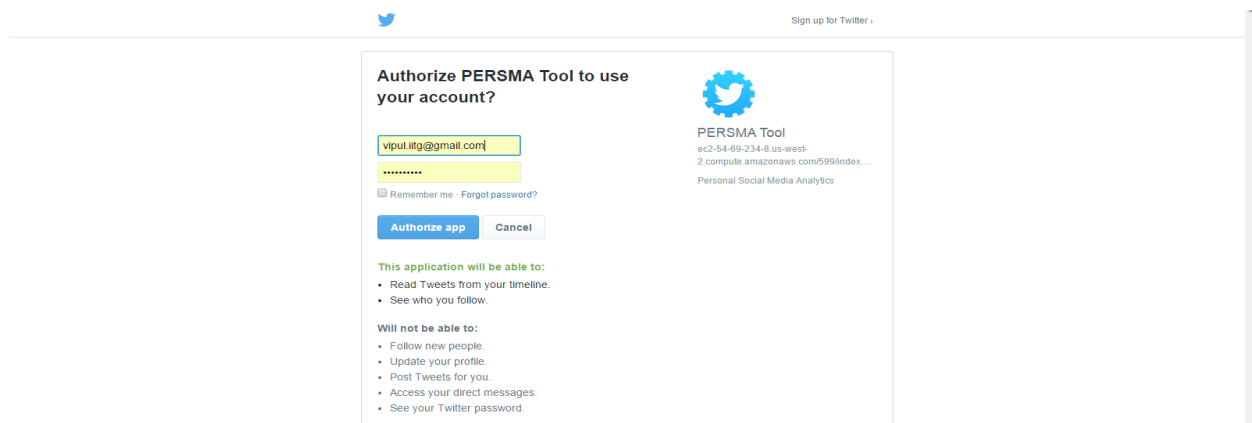 Sign up for Twitter ›
Authorize PERSMA Tool to use
your account?
vipul.iitg@gmail.com
••••••••••
Remember me · Forgot password?
Authorize app Cancel
PERSMA Tool
ec2-54-69-234-8.us-west-
2.compute.amazonaws.com/599/index....
Personal Social Media Analytics
This application will be able to:
• Read Tweets from your timeline.
• See who you follow.
Will not be able to:
• Follow new people.
• Update your profile.
• Post Tweets for you.
• Access your direct messages.
• See your Twitter password.